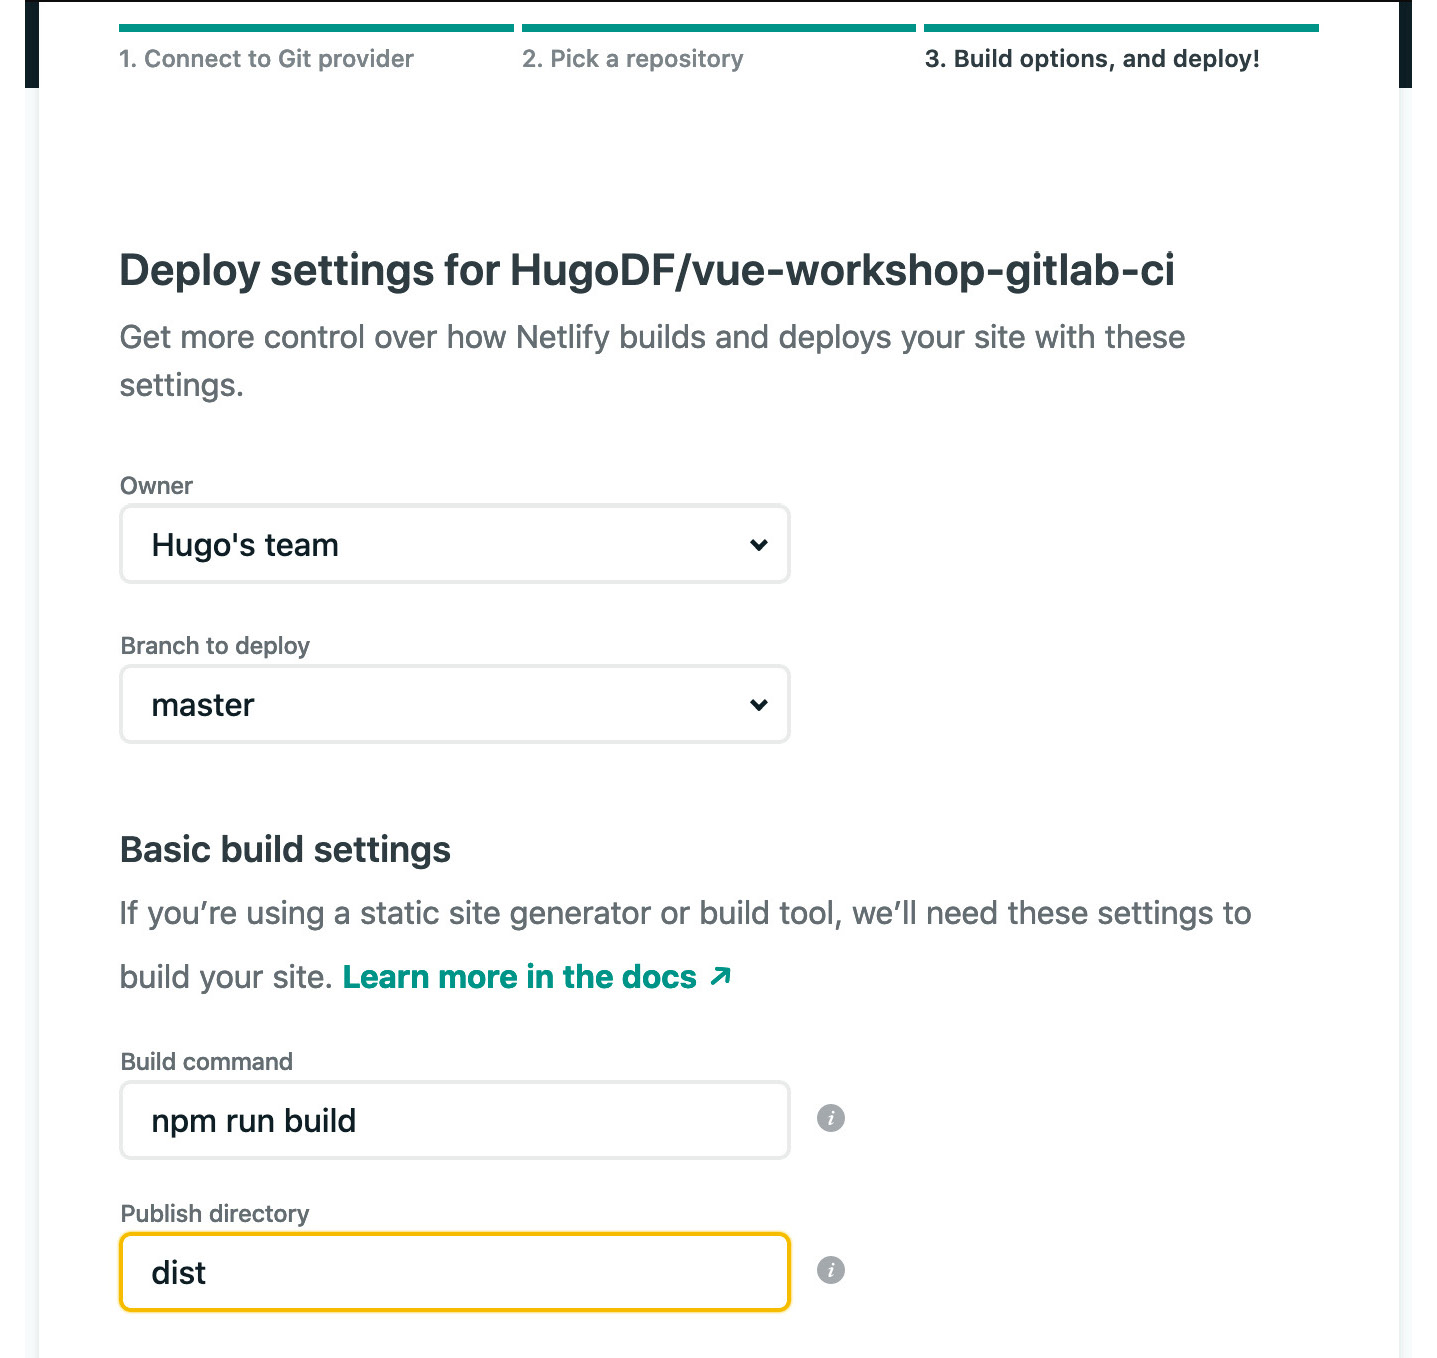 1. Connect to Git provider
2. Pick a repository
3. Build options, and deploy!
Deploy settings for HugoDF/vue-workshop-gitlab-ci
Get more control over how Netlify builds and deploys your site with these
settings.
Owner
Hugo's team
Branch to deploy
master
Basic build settings
If you’re using a static site generator or build tool, we’ll need these settings to
build your site. Learn more in the docs ↗
Build command
npm run build
i
Publish directory
dist
i